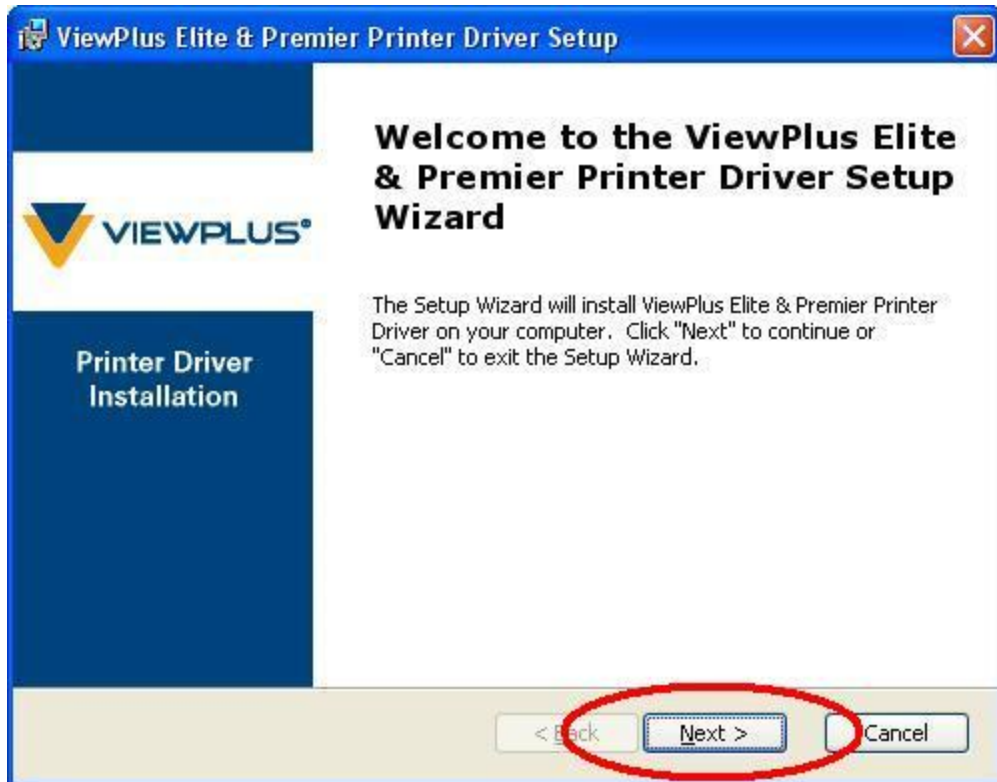 ViewPlus Elite & Premier Printer Driver Setup
Welcome to the ViewPlus Elite
& Premier Printer Driver Setup
Wizard
VIEWPLUS®
The Setup Wizard will install ViewPlus Elite & Premier Printer
Driver on your computer. Click "Next" to continue or
"Cancel" to exit the Setup Wizard.
Printer Driver
Installation
< Back
Next >
Cancel